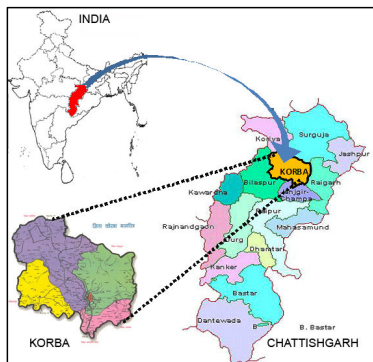 INDIA
Koriya
Surguja
Jashpur
KORBA
Bilaspur
Kawardha
Raigarh
Janjgir-
Champa
Raipur
Mahasamund
Rajnandgaon
Durg
Dhamtari
Kanker
Bastar
Dantewada
B. Bastar
KORBA
CHATTISHGARH